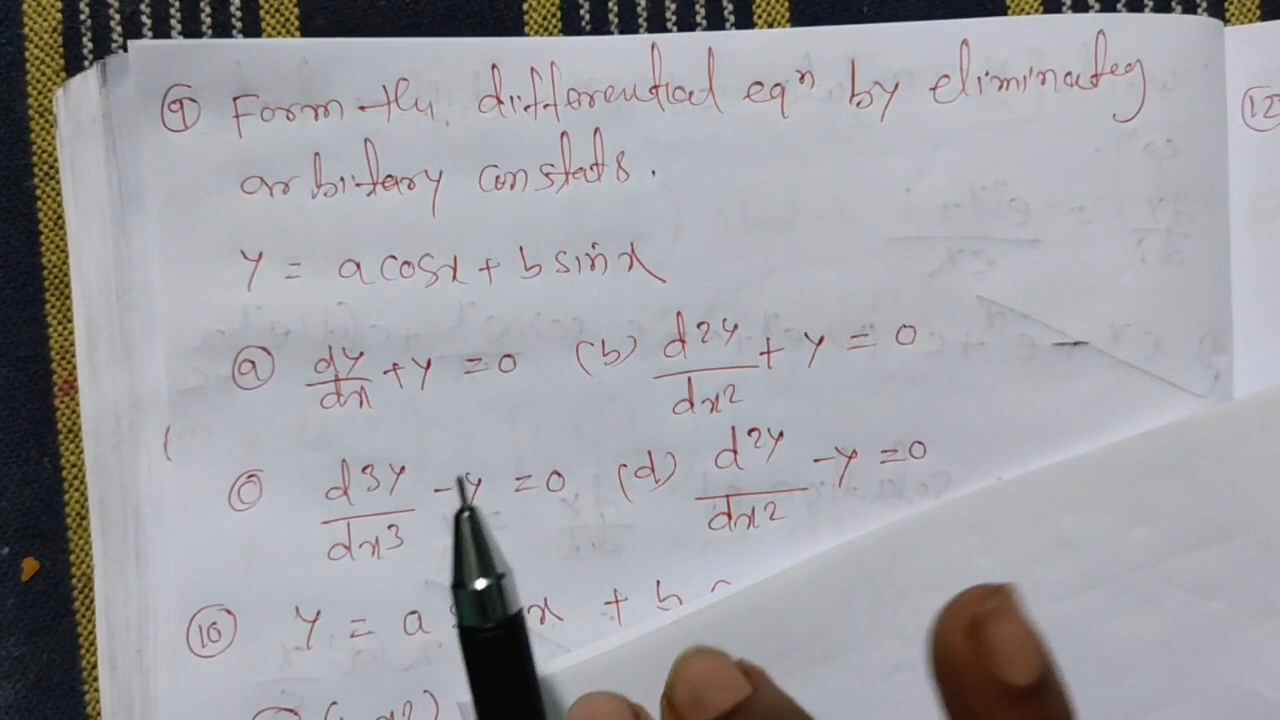 ⑨ Form the differential eqⁿ by eliminateg
arbitary constats.
y = a cosx + b sinx
ⓐ dy/dx + y = 0 (b) d2y/dx2 + y = 0
ⓒ d3y/dx3 - y = 0 (d) d2y/dx2 - y = 0
⑩ y = a x + b
⑫